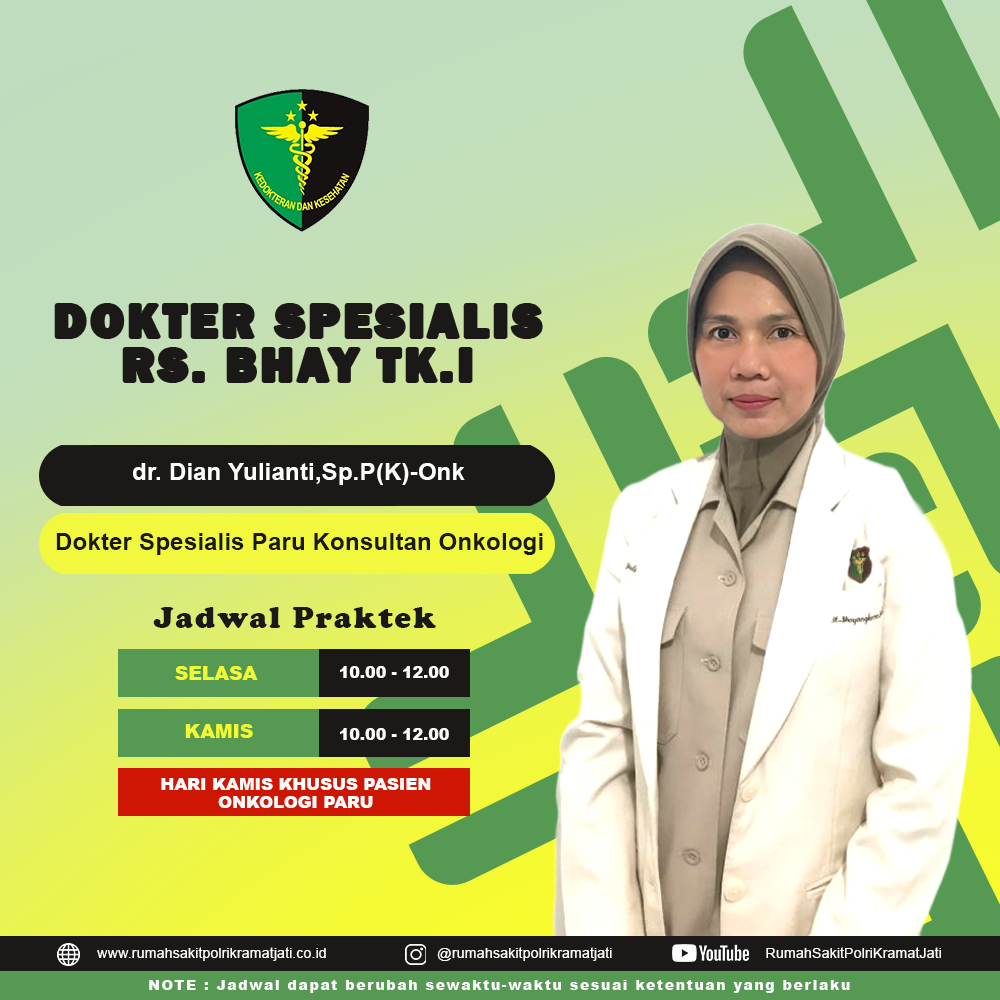 KEDOKTERAN DAN KESEHATAN
DOKTER SPESIALIS
RS. BHAY TK.I
dr. Dian Yulianti,Sp.P(K)-Onk
Dokter Spesialis Paru Konsultan Onkologi
Jadwal Praktek
SELASA
10.00 - 12.00
KAMIS
10.00 - 12.00
HARI KAMIS KHUSUS PASIEN
ONKOLOGI PARU
www.rumahsakitpolrikramatjati.co.id
@rumahsakitpolrikramatjati
YouTube
RumahSakitPolriKramatJati
NOTE : Jadwal dapat berubah sewaktu-waktu sesuai ketentuan yang berlaku